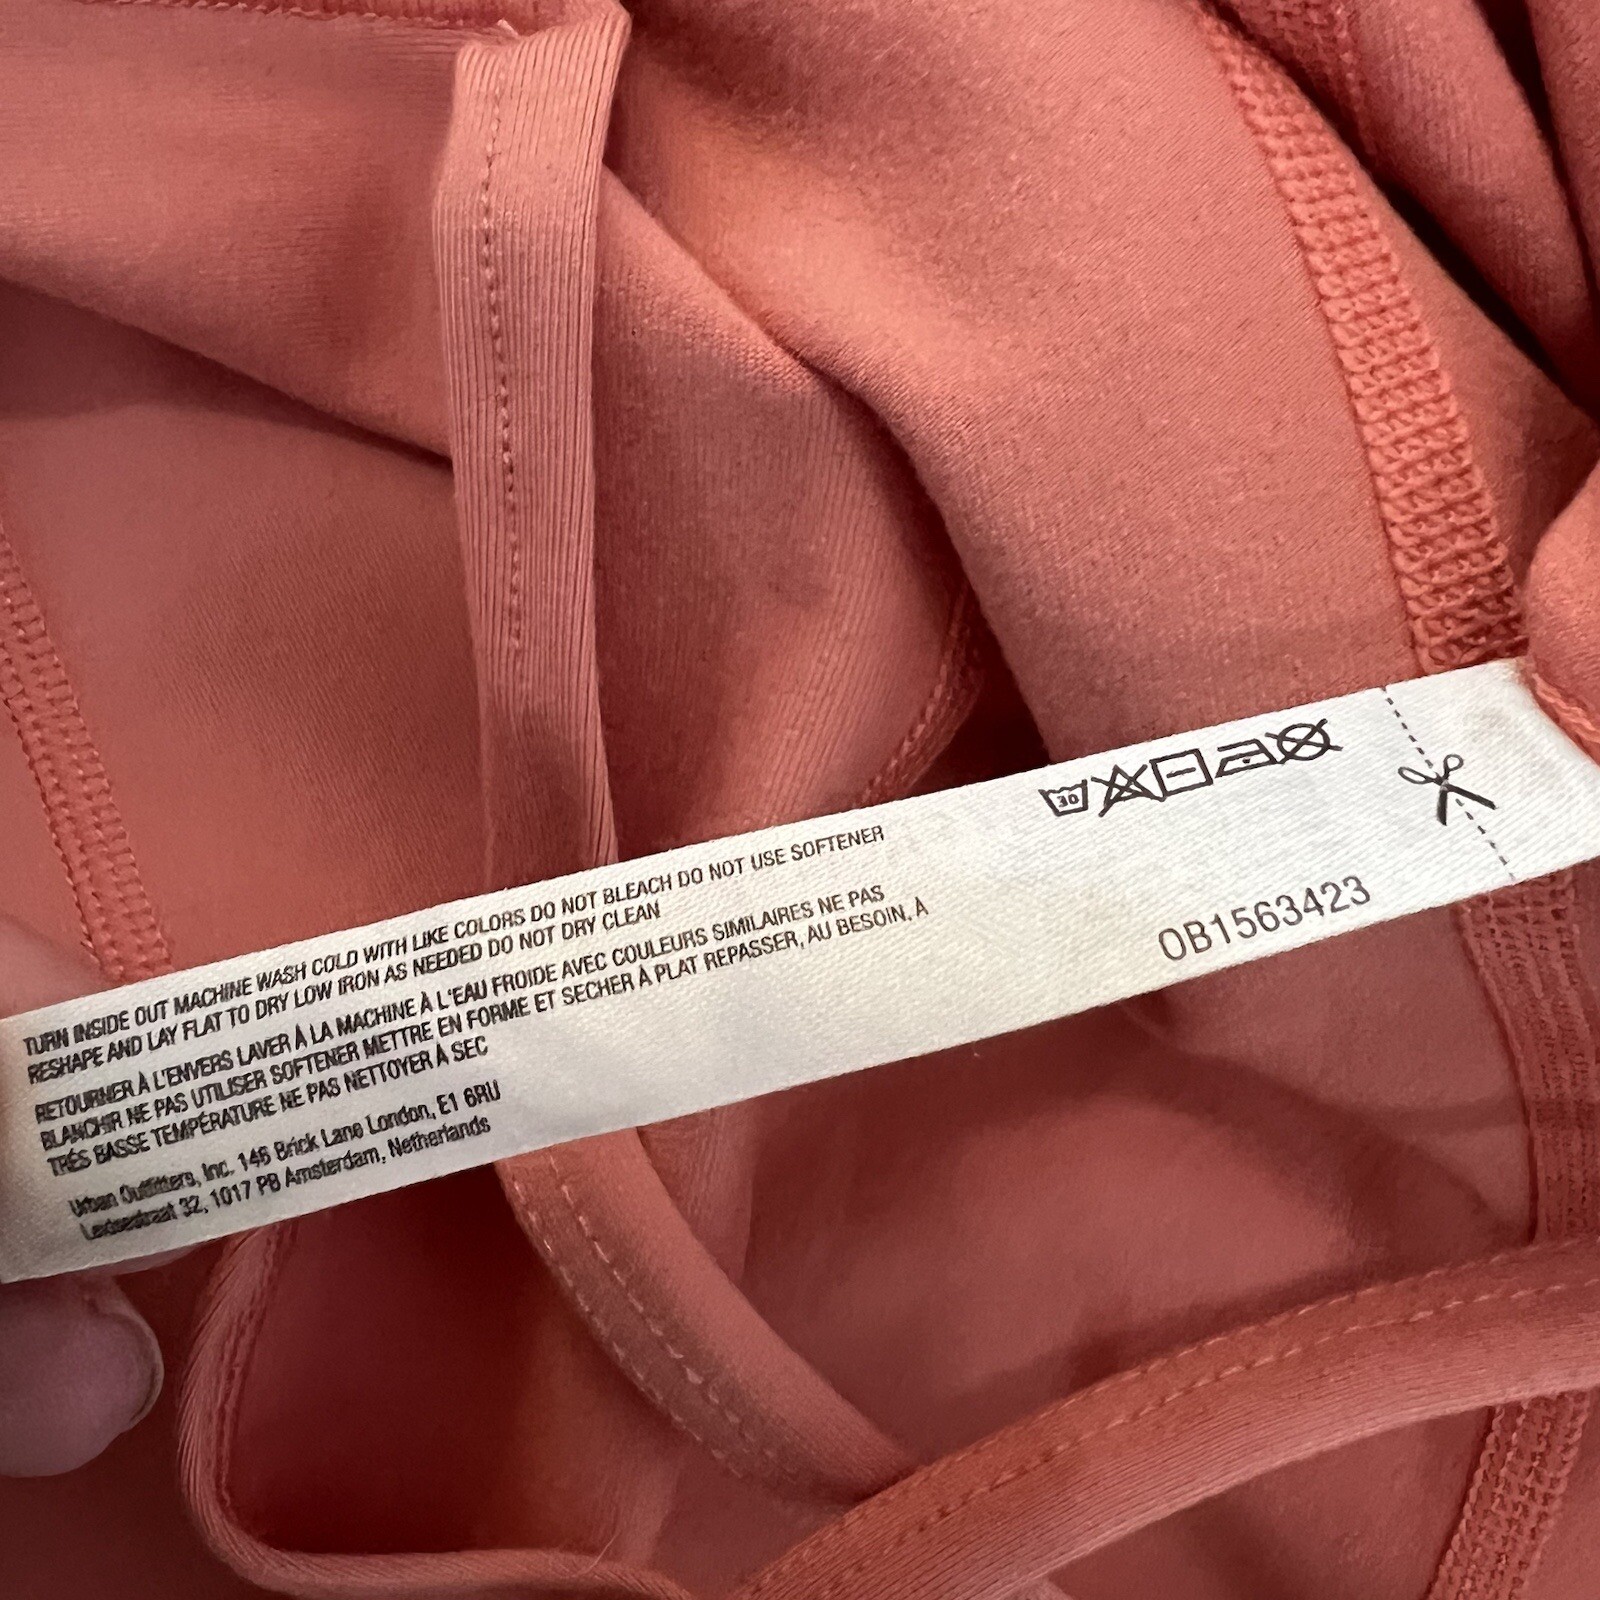 TURN INSIDE OUT MACHINE WASH COLD WITH LIKE COLORS DO NOT BLEACH DO NOT USE SOFTENER
RESHAPE AND LAY FLAT TO DRY LOW IRON AS NEEDED DO NOT DRY CLEAN
RETOURNER À L'ENVERS LAVER À LA MACHINE À L'EAU FROIDE AVEC COULEURS SIMILAIRES NE PAS
BLANCHIR NE PAS UTILISER SOFTENER METTRE EN FORME ET SECHER À PLAT REPASSER, AU BESOIN, À
TRÉS BASSE TEMPÉRATURE NE PAS NETTOYER À SEC
Urban Outfitters, Inc. 146 Brick Lane London, E1 6RU
32, 1017 PB Amsterdam, Netherlands
30
OB1563423